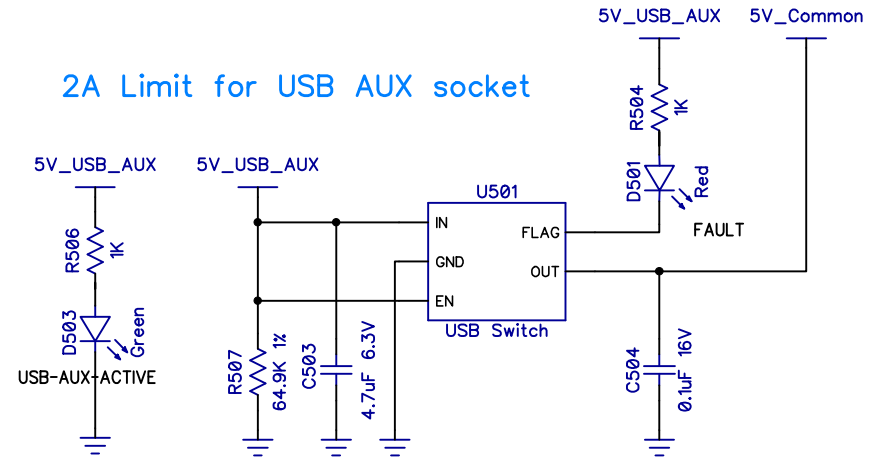 5V_USB_AUX
5V_Common
2A Limit for USB AUX socket
R504
1K
D501
Red
FAULT
5V_USB_AUX
5V_USB_AUX
R506
1K
D503
Green
USB-AUX-ACTIVE
U501
IN
GND
EN
FLAG
OUT
USB Switch
R507
64.9K 1%
C503
4.7uF 6.3V
C504
0.1uF 16V